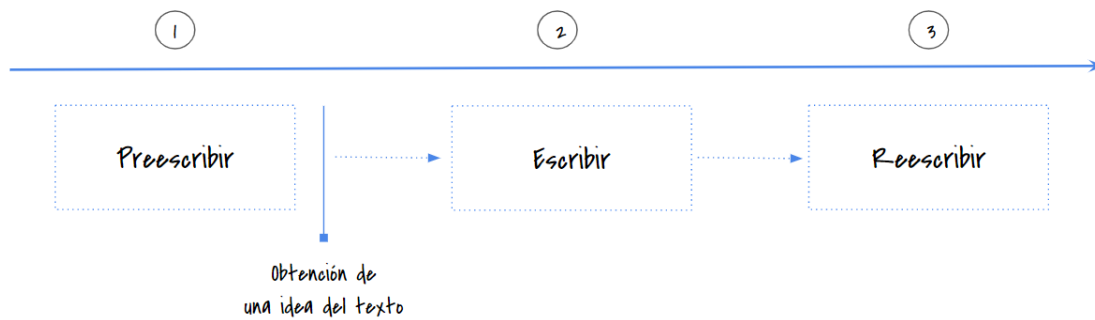 1
2
3
Preescribir
Escribir
Reescribir
Obtención de
una idea del texto